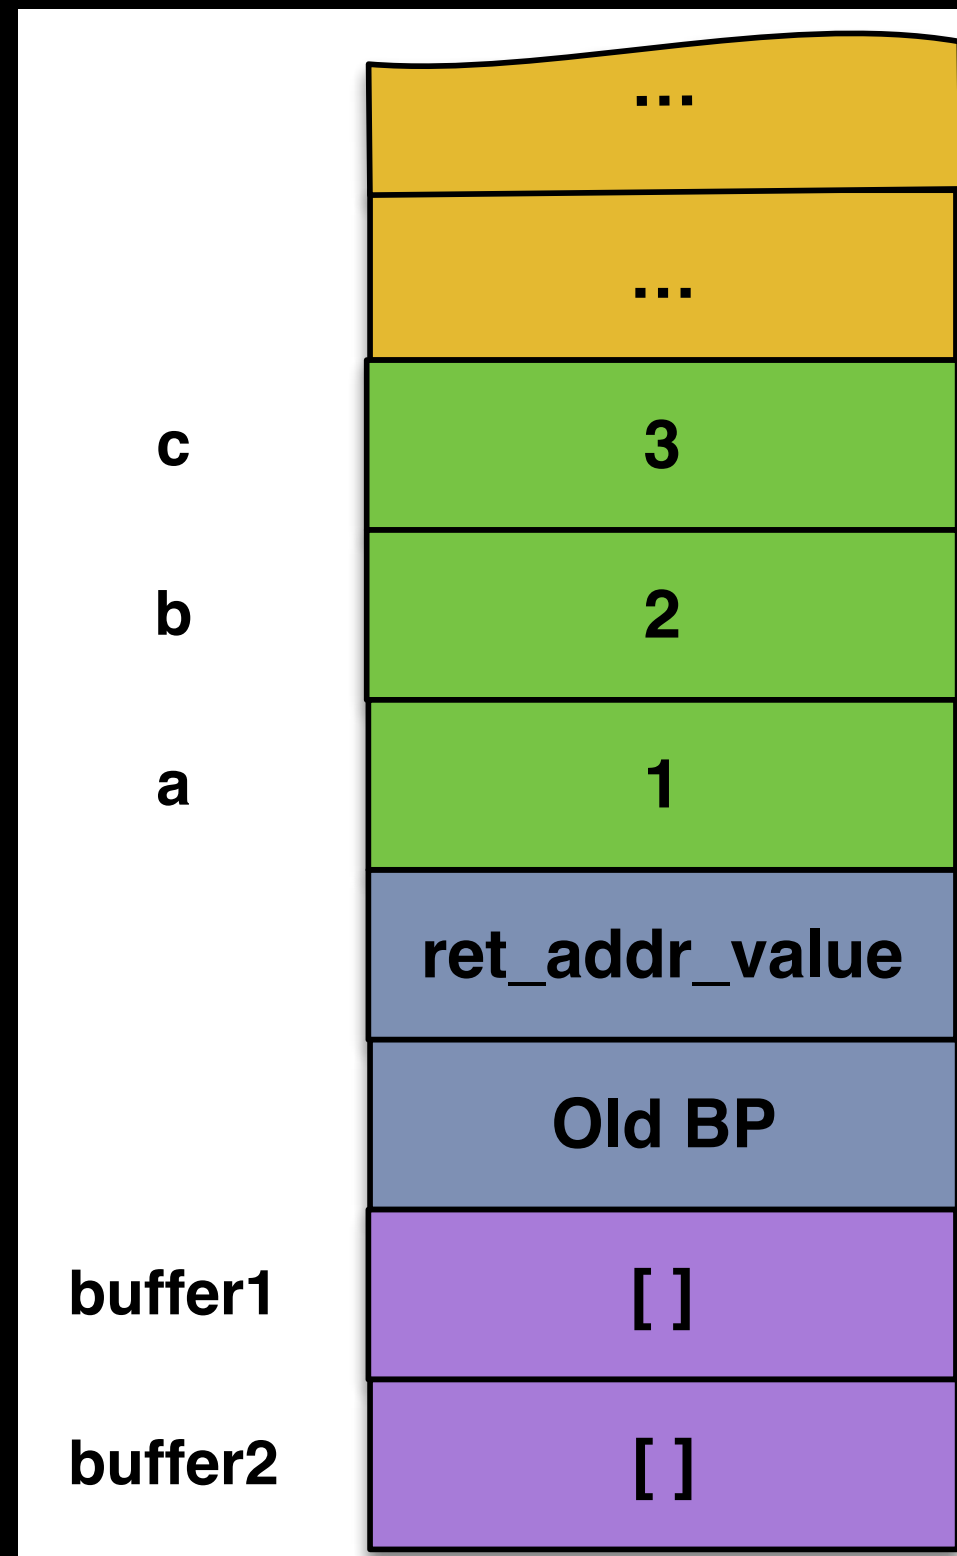 ...
...
c 3
b 2
a 1
ret_addr_value
Old BP
buffer1 [ ]
buffer2 [ ]